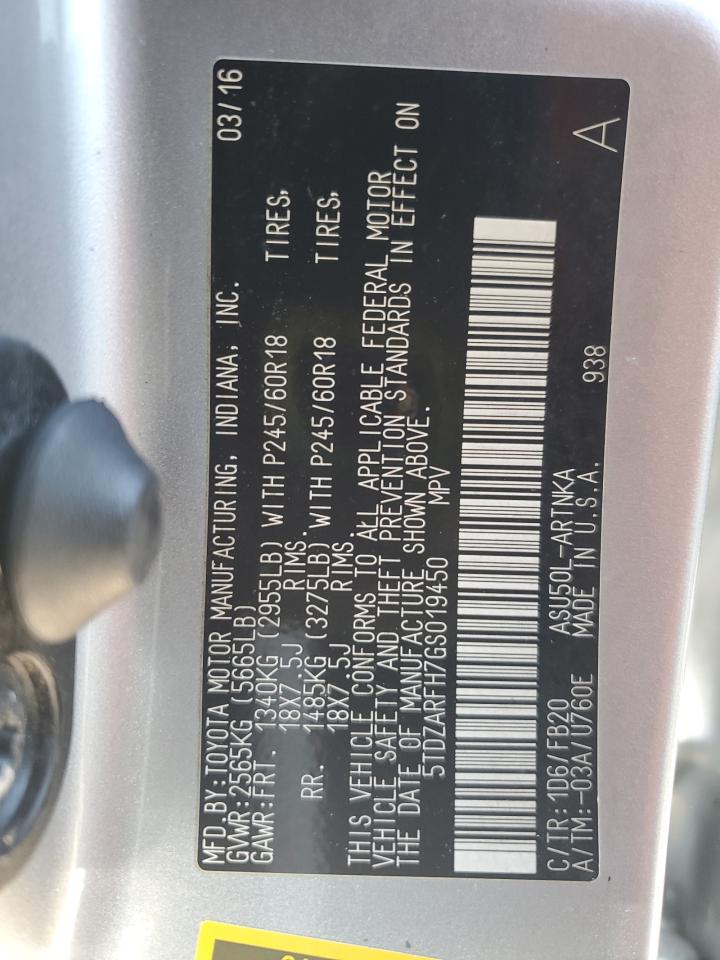 MFD.BY:TOYOTA MOTOR MANUFACTURING, INDIANA, INC. 03/16
GVWR:2565KG (5665LB)
GAWR:FRT. 1340KG (2955LB) WITH P245/60R18 TIRES,
18X7.5J RIMS.
RR. 1485KG (3275LB) WITH P245/60R18 TIRES,
18X7.5J RIMS.
THIS VEHICLE CONFORMS TO ALL APPLICABLE FEDERAL MOTOR
VEHICLE SAFETY AND THEFT PREVENTION STANDARDS IN EFFECT ON
THE DATE OF MANUFACTURE SHOWN ABOVE.
5TDZARFH7GS019450 MPV
C/TR:1D6/FB20 ASU50L-ARTNKA 938 A
A/TM:-03A/U760E MADE IN U.S.A.